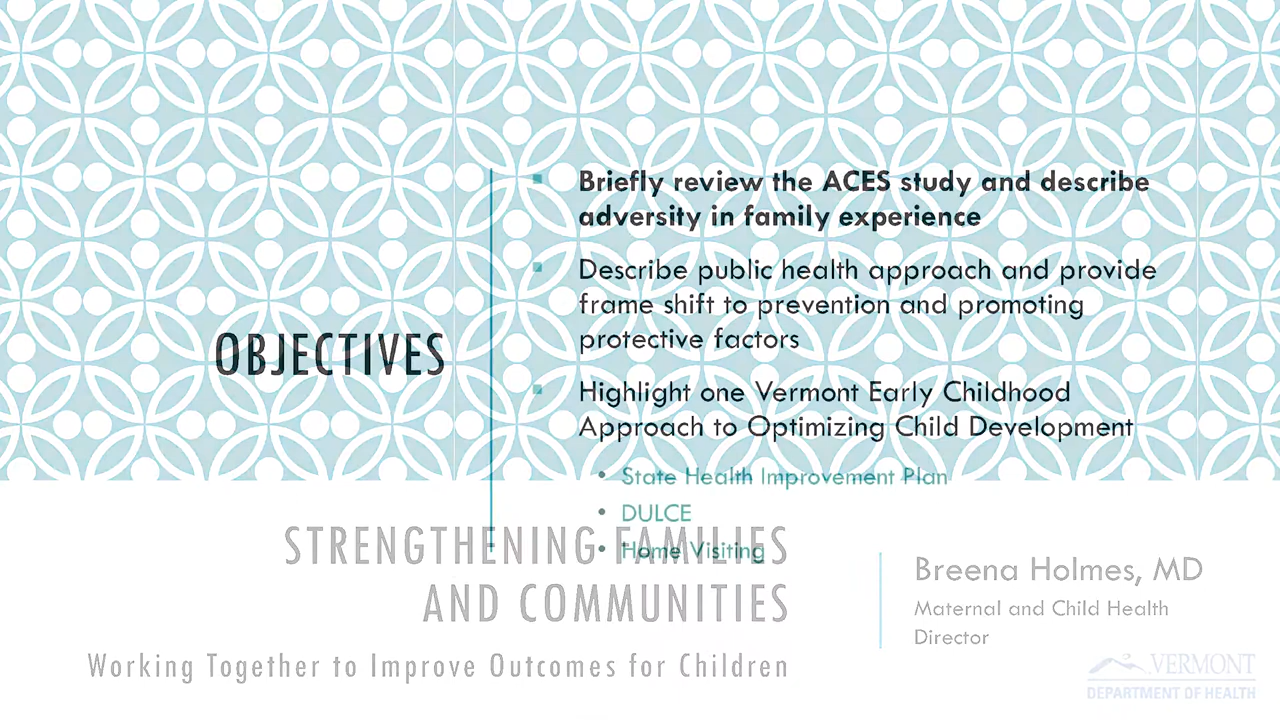 OBJECTIVES
Briefly review the ACES study and describe
adversity in family experience
Describe public health approach and provide
frame shift to prevention and promoting
protective factors
Highlight one Vermont Early Childhood
Approach to Optimizing Child Development
• State Health Improvement Plan
• DULCE
• Home Visiting
STRENGTHENING FAMILIES
AND COMMUNITIES
Working Together to Improve Outcomes for Children
Breena Holmes, MD
Maternal and Child Health
Director
VERMONT
DEPARTMENT OF HEALTH